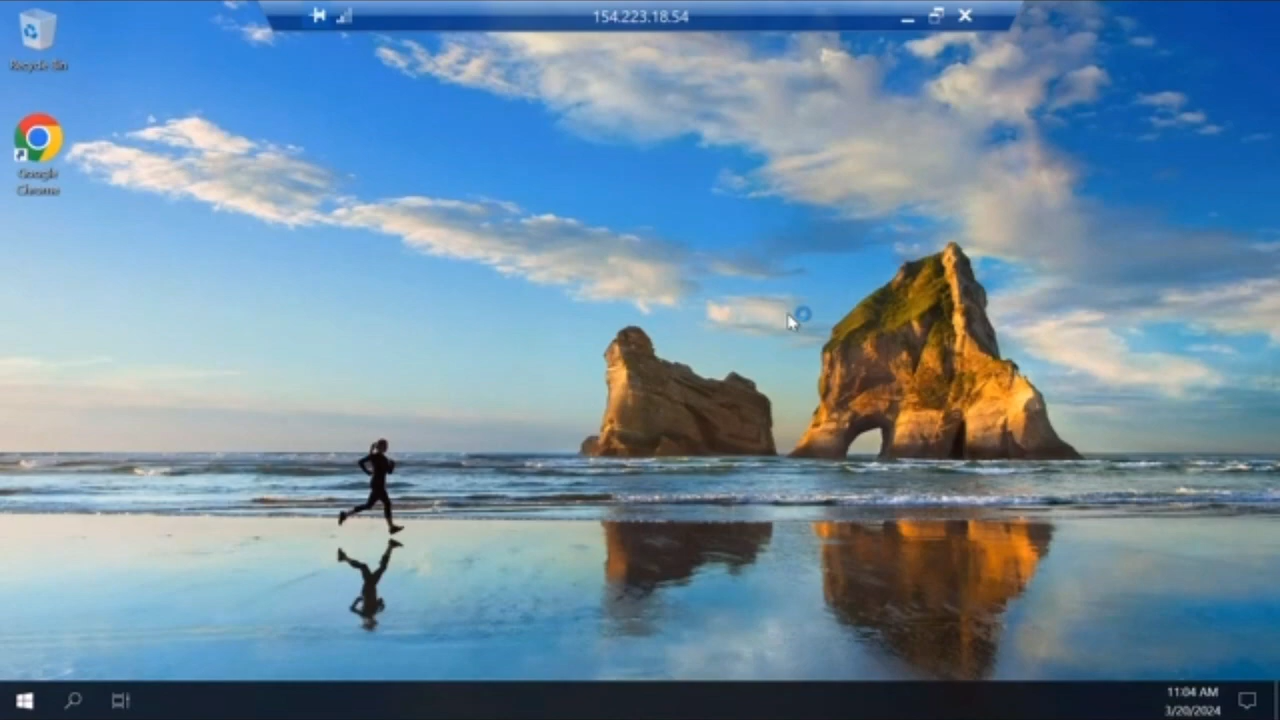 154.223.18.54
Recycle Bin
Google
Chrome
11:04 AM
3/20/2024